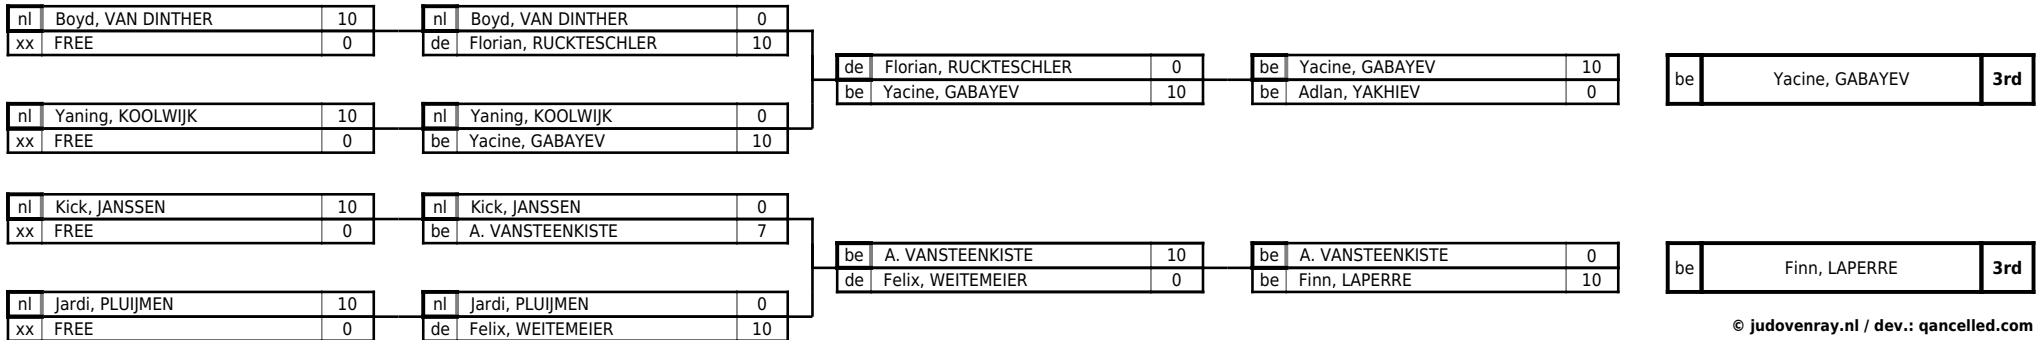 nl Boyd, VAN DINTHER 10
xx FREE 0
nl Boyd, VAN DINTHER 0
de Florian, RUCKTESCHLER 10
nl Yaning, KOOLWIJK 10
xx FREE 0
nl Yaning, KOOLWIJK 0
be Yacine, GABAYEV 10
de Florian, RUCKTESCHLER 0
be Yacine, GABAYEV 10
be Yacine, GABAYEV 10
be Adlan, YAKHIEV 0
be Yacine, GABAYEV 3rd
nl Kick, JANSSEN 10
xx FREE 0
nl Kick, JANSSEN 0
be A. VANSTEENKISTE 7
nl Jardi, PLUIJMEN 10
xx FREE 0
nl Jardi, PLUIJMEN 0
de Felix, WEITEMEIER 10
be A. VANSTEENKISTE 10
de Felix, WEITEMEIER 0
be A. VANSTEENKISTE 0
be Finn, LAPERRE 10
be Finn, LAPERRE 3rd
© judovenray.nl / dev.: qancelled.com